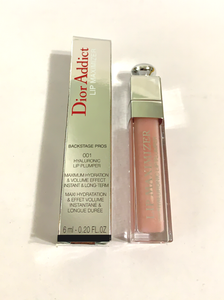 Dior Addict
LIP MAXIMIZER
BACKSTAGE PROS
001
HYALURONIC
LIP PLUMPER
MAXIMUM HYDRATION
& VOLUME EFFECT
INSTANT & LONG-TERM
MAXI HYDRATATION
& EFFET VOLUME
INSTANTANÉ &
LONGUE DURÉE
6 ml - 0.20 FL.OZ